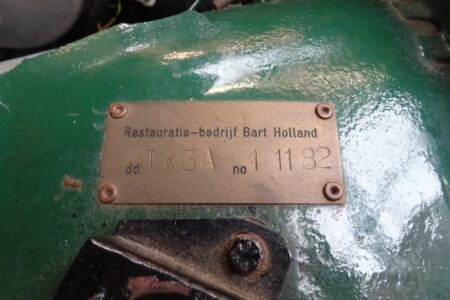 Restauratie-bedrijf Bart Holland
dd TR3A no 1 11 82